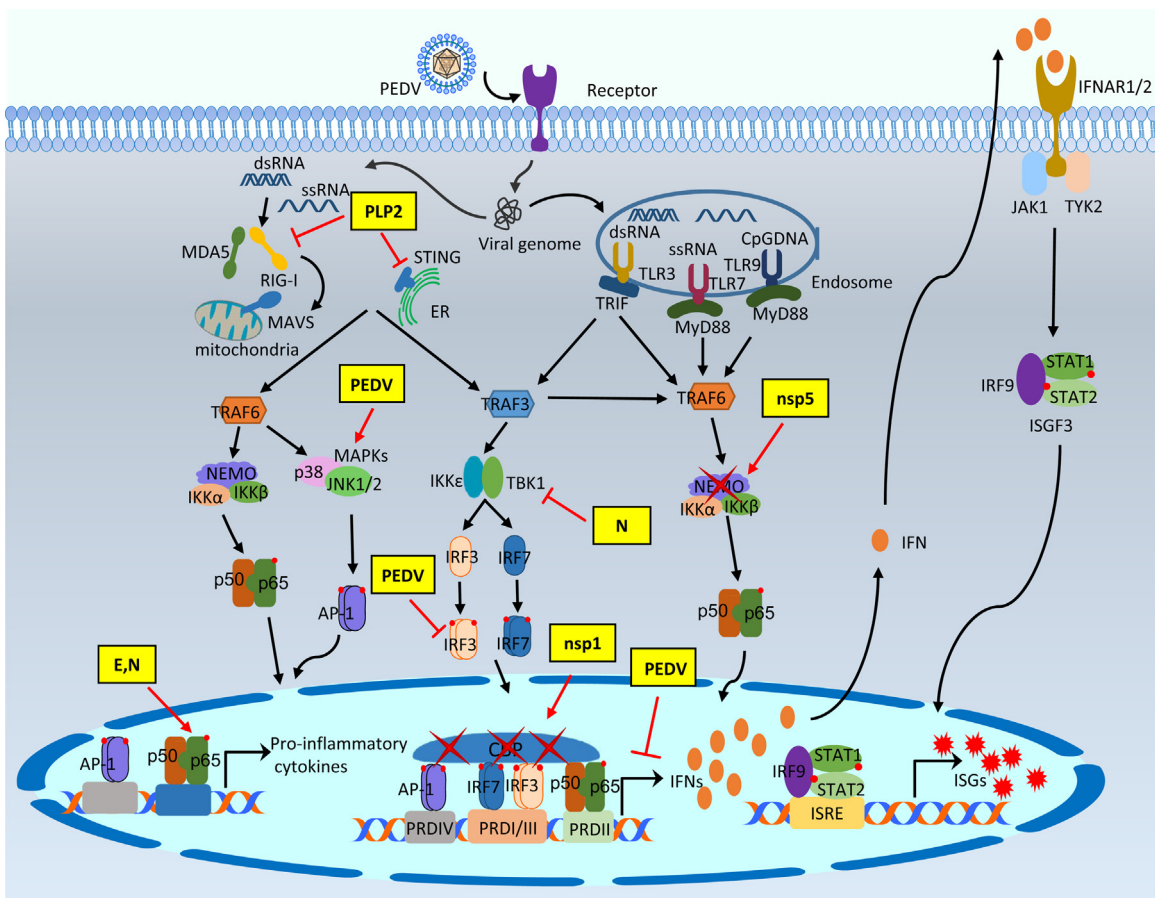 PEDV
Receptor
IFNAR1/2
JAK1
TYK2
dsRNA
ssRNA
PLP2
Viral genome
MDA5
RIG-I
MAVS
mitochondria
STING
ER
dsRNA
ssRNA
CpGDNA
TLR3
TLR7
TLR9
TRIF
MyD88
MyD88
Endosome
PEDV
nsp5
TRAF6
TRAF3
TRAF6
STAT1
IRF9
STAT2
ISGF3
MAPKs
p38
JNK1/2
NEMO
IKKα
IKKβ
IKKε
TBK1
NEMO
IKKα
IKKβ
N
IRF3
IRF7
IFN
p50
p65
AP-1
PEDV
IRF3
IRF7
p50
p65
nsp1
PEDV
E,N
AP-1
p50
p65
Pro-inflammatory
cytokines
CBP
AP-1
IRF7
IRF3
p50
p65
IFNs
PRDIV
PRDI/III
PRDII
STAT1
IRF9
STAT2
ISRE
ISGs